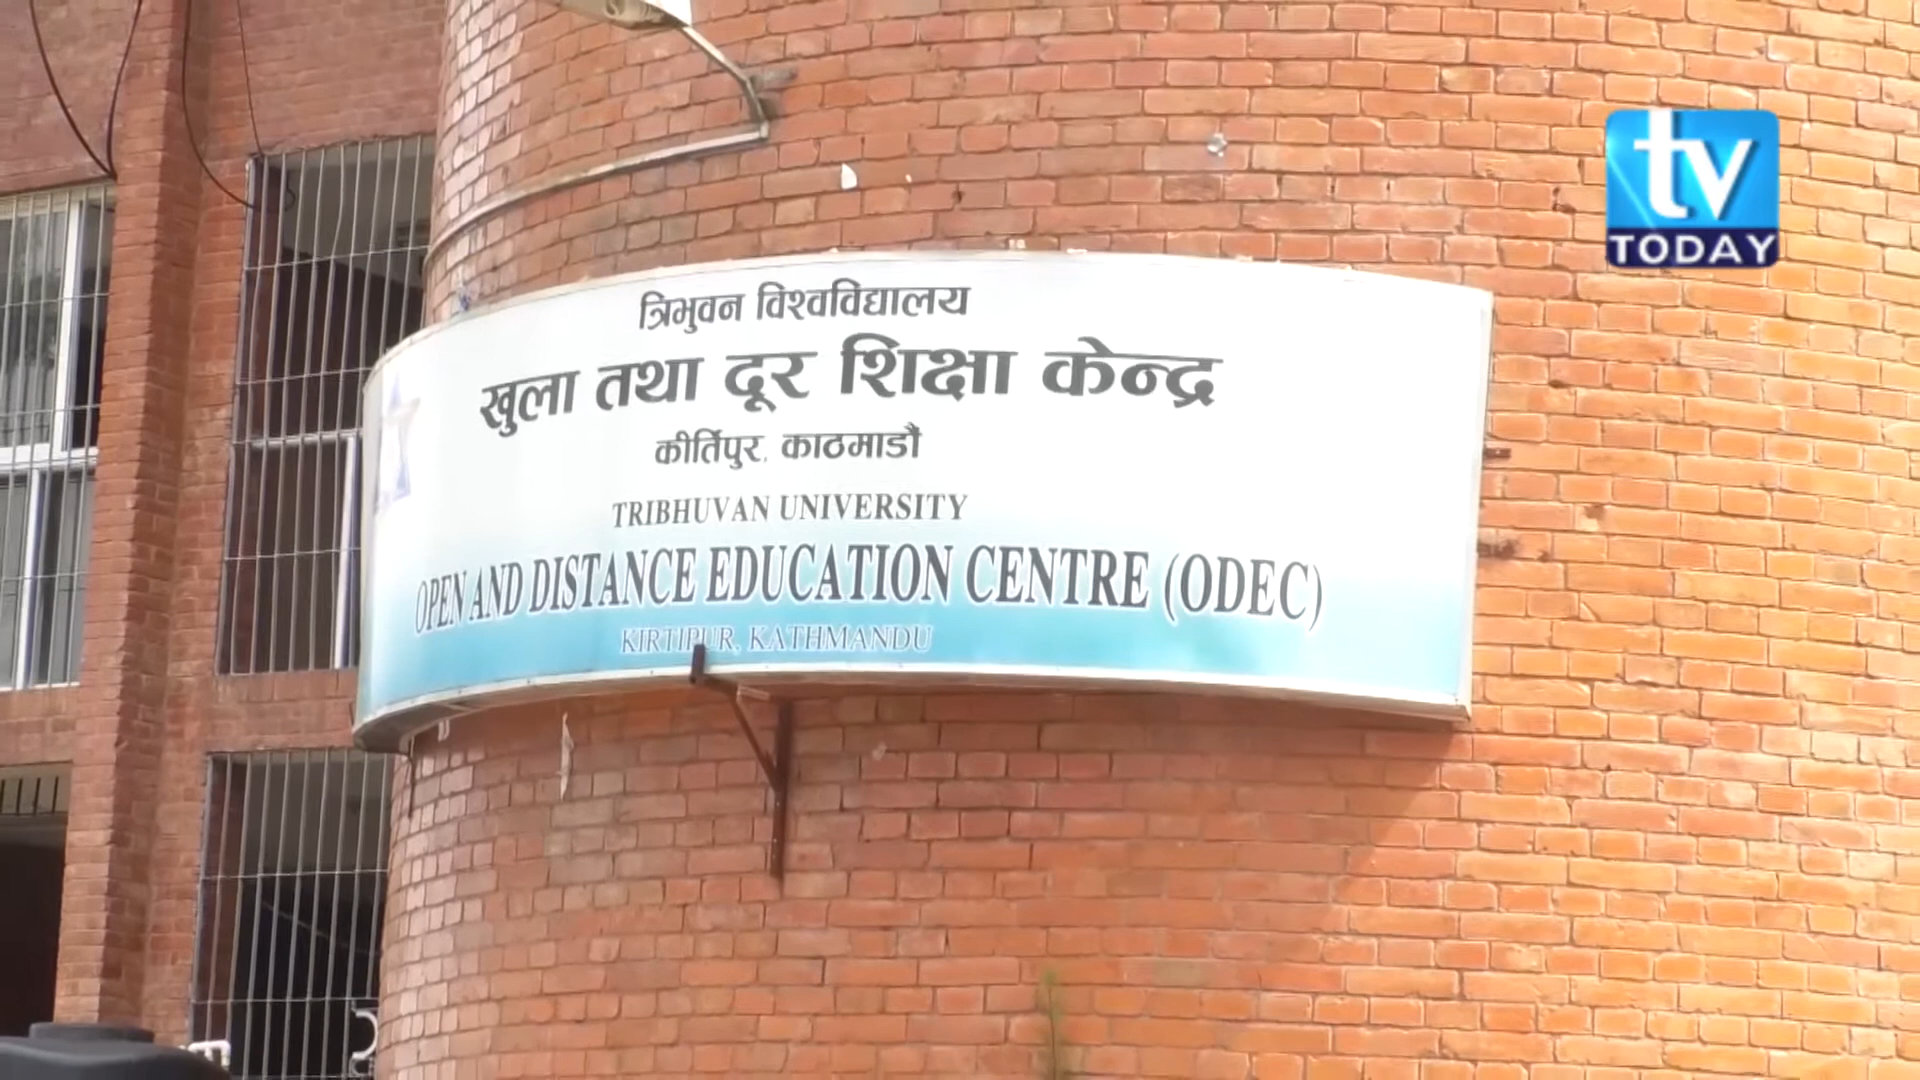 tv
TODAY
त्रिभुवन विश्वविद्यालय
खुला तथा दूर शिक्षा केन्द्र
कीर्तिपुर, काठमाडौं
TRIBHUVAN UNIVERSITY
OPEN AND DISTANCE EDUCATION CENTRE (ODEC)
KIRTIPUR, KATHMANDU